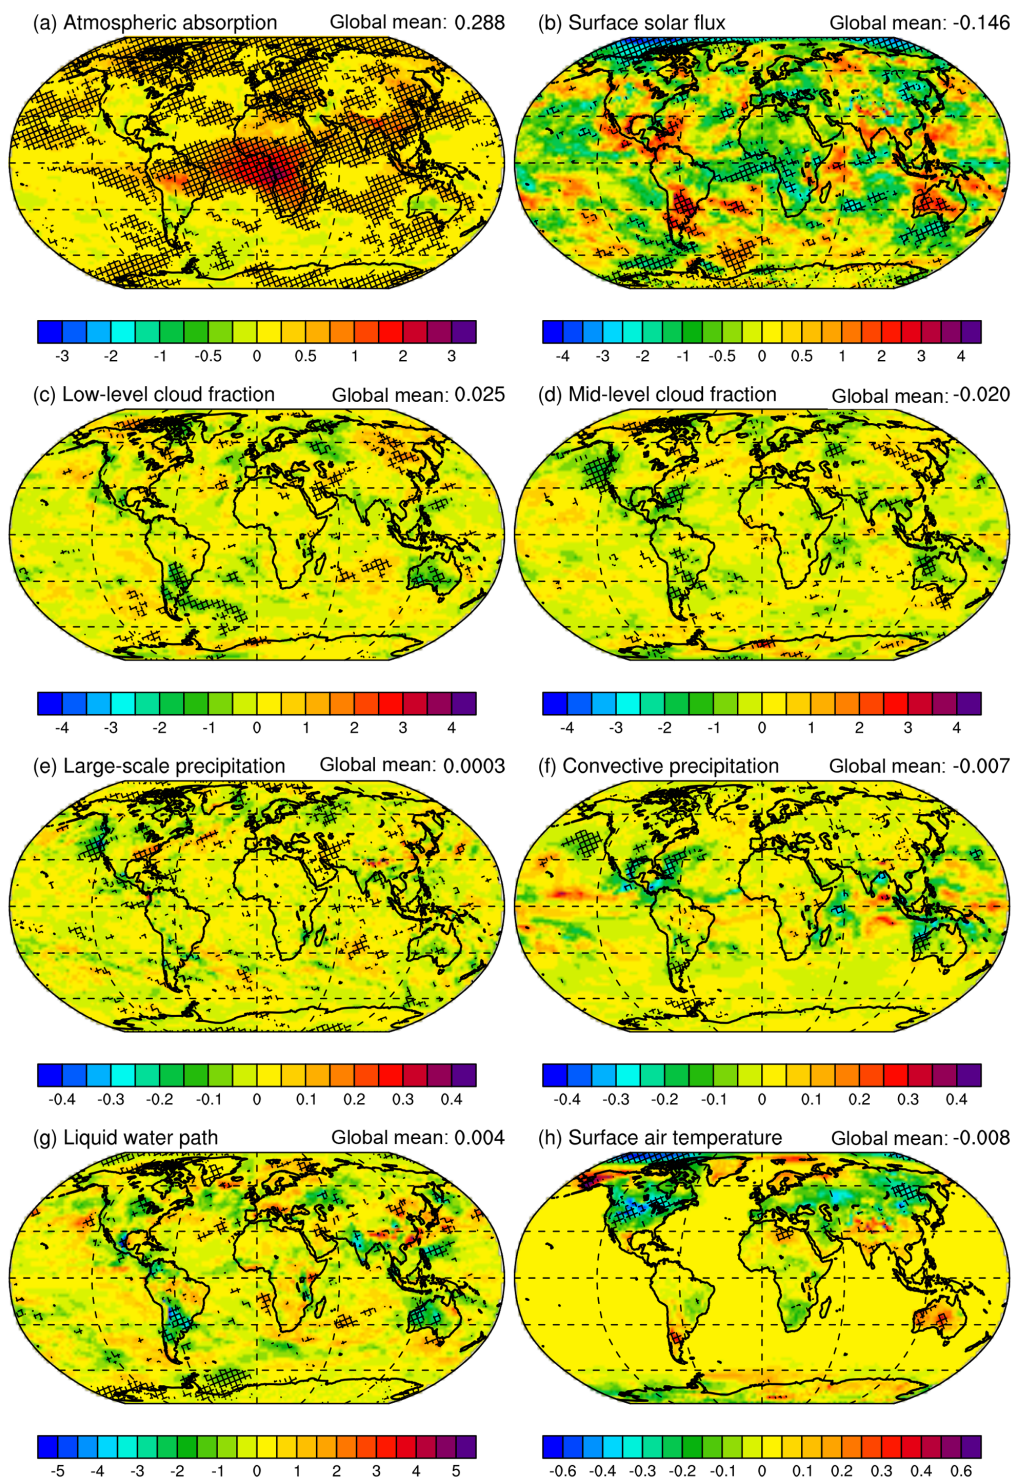 (a) Atmospheric absorption Global mean: 0.288
(b) Surface solar flux Global mean: -0.146
-3 -2 -1 -0.5 0 0.5 1 2 3
-4 -3 -2 -1 -0.5 0 0.5 1 2 3 4
(c) Low-level cloud fraction Global mean: 0.025
(d) Mid-level cloud fraction Global mean: -0.020
-4 -3 -2 -1 0 1 2 3 4
-4 -3 -2 -1 0 1 2 3 4
(e) Large-scale precipitation Global mean: 0.0003
(f) Convective precipitation Global mean: -0.007
-0.4 -0.3 -0.2 -0.1 0 0.1 0.2 0.3 0.4
-0.4 -0.3 -0.2 -0.1 0 0.1 0.2 0.3 0.4
(g) Liquid water path Global mean: 0.004
(h) Surface air temperature Global mean: -0.008
-5 -4 -3 -2 -1 0 1 2 3 4 5
-0.6 -0.4 -0.2 0 0.2 0.4 0.6